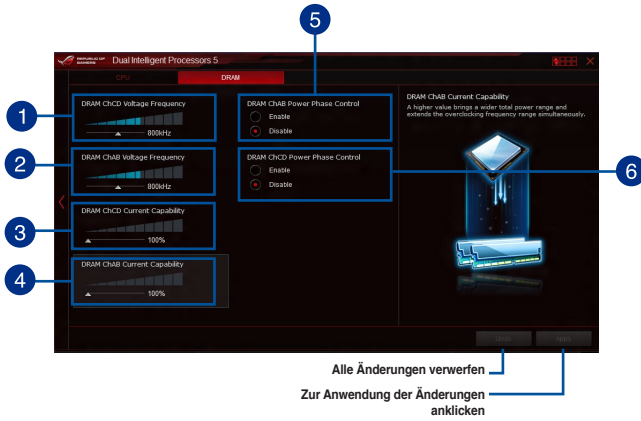 5
REPUBLIC OF GAMERS
Dual Intelligent Processors 5
CPU
DRAM
1
DRAM ChCD Voltage Frequency
800kHz
2
DRAM ChAB Voltage Frequency
800kHz
3
DRAM ChCD Current Capability
100%
4
DRAM ChAB Current Capability
100%
DRAM ChAB Power Phase Control
Enable
Disable
DRAM ChCD Power Phase Control
Enable
Disable
6
DRAM ChAB Current Capability
A higher value brings a wider total power range and
extends the overclocking frequency range simultaneously.
Undo
Apply
Alle Änderungen verwerfen
Zur Anwendung der Änderungen
anklicken